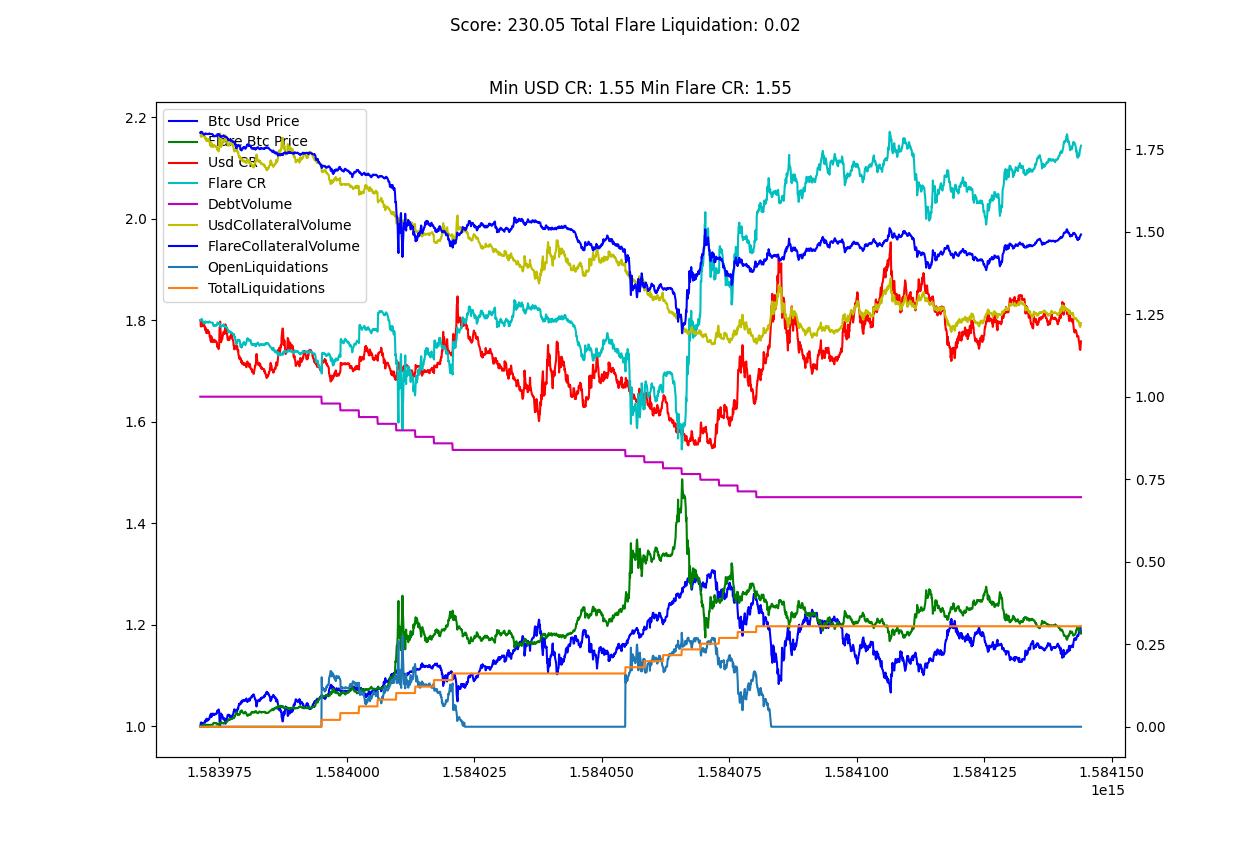 Score: 230.05 Total Flare Liquidation: 0.02
Min USD CR: 1.55 Min Flare CR: 1.55
Btc Usd Price
Flare Btc Price
Usd CR
Flare CR
DebtVolume
UsdCollateralVolume
FlareCollateralVolume
OpenLiquidations
TotalLiquidations
2.2
2.0
1.8
1.6
1.4
1.2
1.0
1.75
1.50
1.25
1.00
0.75
0.50
0.25
0.00
1.583975 1.584000 1.584025 1.584050 1.584075 1.584100 1.584125 1.584150
1e15